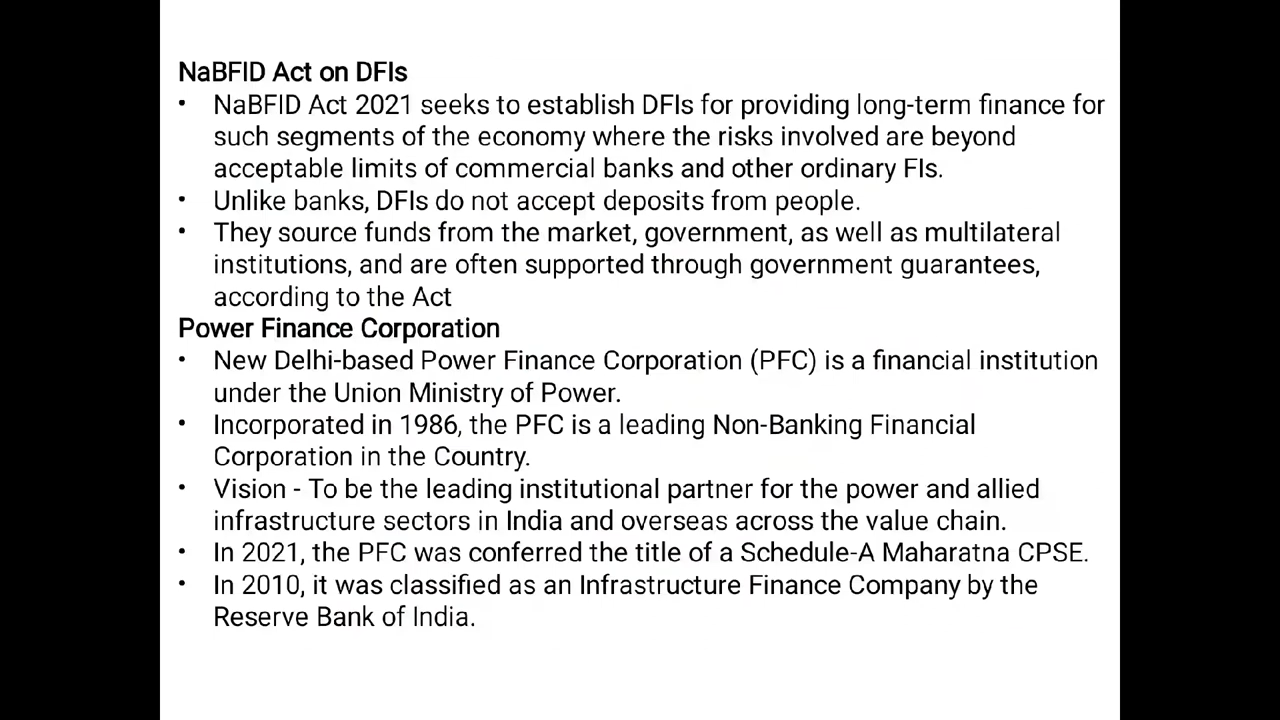 NaBFID Act on DFIs
• NaBFID Act 2021 seeks to establish DFIs for providing long-term finance for
such segments of the economy where the risks involved are beyond
acceptable limits of commercial banks and other ordinary FIs.
• Unlike banks, DFIs do not accept deposits from people.
• They source funds from the market, government, as well as multilateral
institutions, and are often supported through government guarantees,
according to the Act
Power Finance Corporation
• New Delhi-based Power Finance Corporation (PFC) is a financial institution
under the Union Ministry of Power.
• Incorporated in 1986, the PFC is a leading Non-Banking Financial
Corporation in the Country.
• Vision - To be the leading institutional partner for the power and allied
infrastructure sectors in India and overseas across the value chain.
• In 2021, the PFC was conferred the title of a Schedule-A Maharatna CPSE.
• In 2010, it was classified as an Infrastructure Finance Company by the
Reserve Bank of India.